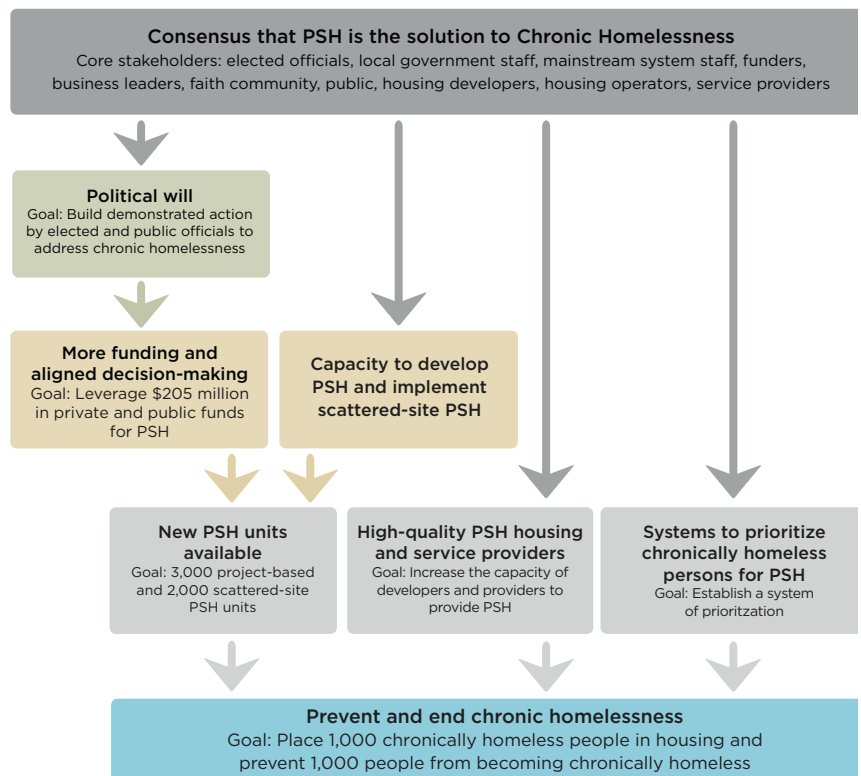 Consensus that PSH is the solution to Chronic Homelessness
Core stakeholders: elected officials, local government staff, mainstream system staff, funders,
business leaders, faith community, public, housing developers, housing operators, service providers
Political will
Goal: Build demonstrated action
by elected and public officials to
address chronic homelessness
More funding and
aligned decision-making
Goal: Leverage $205 million
in private and public funds
for PSH
Capacity to develop
PSH and implement
scattered-site PSH
New PSH units
available
Goal: 3,000 project-based
and 2,000 scattered-site
PSH units
High-quality PSH housing
and service providers
Goal: Increase the capacity of
developers and providers to
provide PSH
Systems to prioritize
chronically homeless
persons for PSH
Goal: Establish a system
of prioritzation
Prevent and end chronic homelessness
Goal: Place 1,000 chronically homeless people in housing and
prevent 1,000 people from becoming chronically homeless